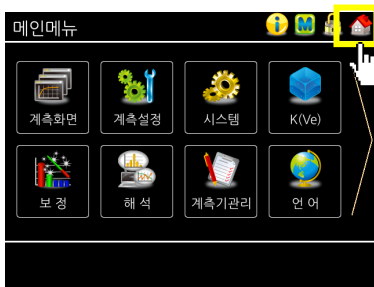 메인메뉴
i
M
계측화면
계측설정
시스템
K(Ve)
보 정
해 석
계측기관리
언 어